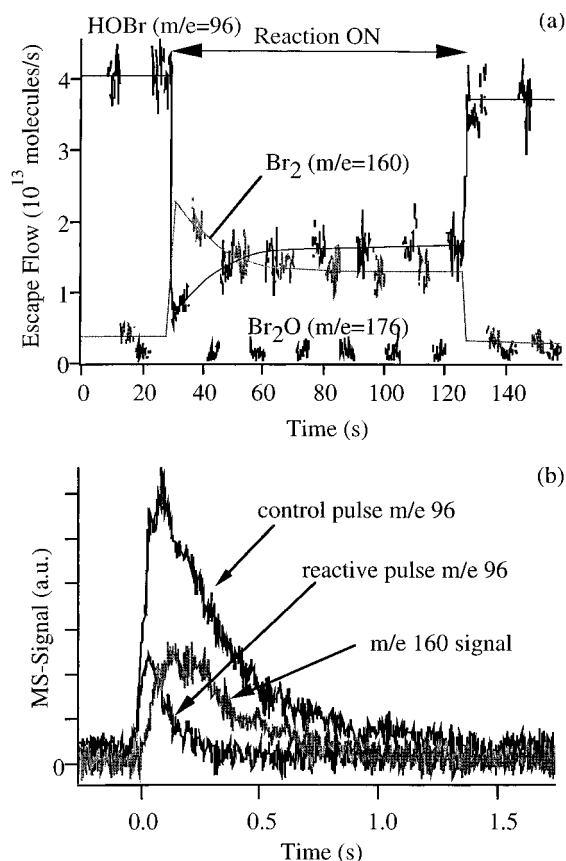 (a)
HOBr (m/e=96)
Reaction ON
Br₂ (m/e=160)
Br₂O (m/e=176)
Escape Flow (10¹³ molecules/s)
4
3
2
1
0
0 20 40 60 80 100 120 140
Time (s)
(b)
control pulse m/e 96
reactive pulse m/e 96
m/e 160 signal
MS-Signal (a.u.)
0
0.0 0.5 1.0 1.5
Time (s)